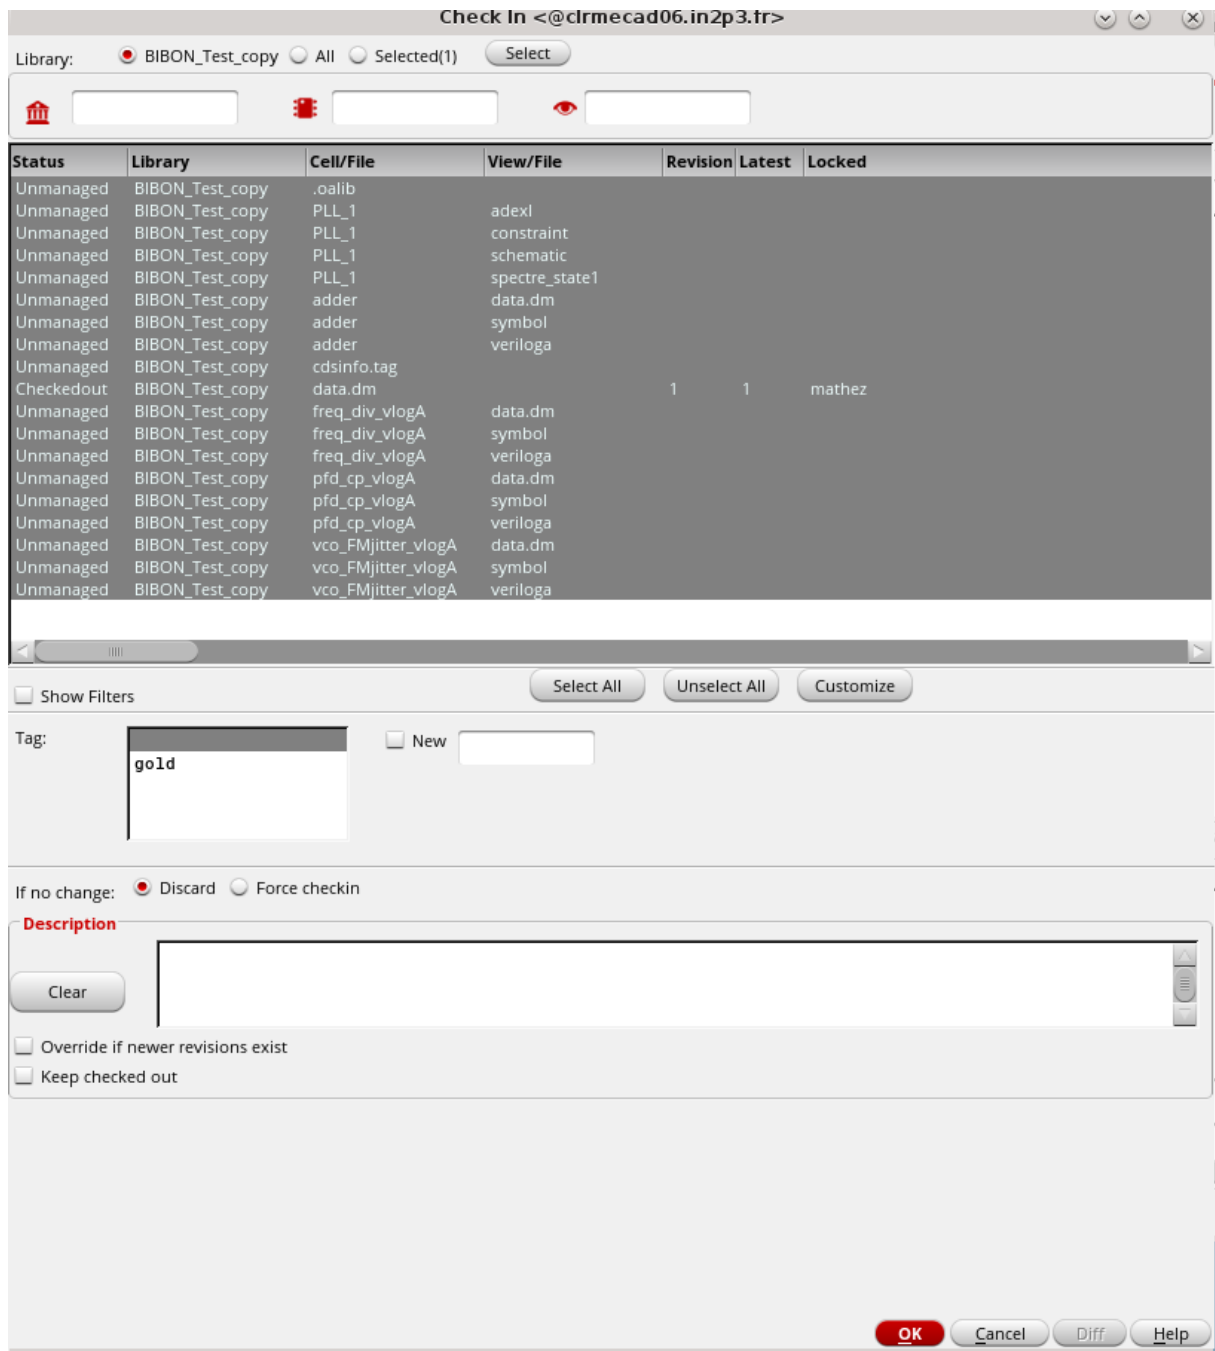 Check In <@clrmecad06.in2p3.fr>
Library: BIBON_Test_copy All Selected(1) Select
Status Library Cell/File View/File Revision Latest Locked
Unmanaged BIBON_Test_copy .oalib
Unmanaged BIBON_Test_copy PLL_1 adexl
Unmanaged BIBON_Test_copy PLL_1 constraint
Unmanaged BIBON_Test_copy PLL_1 schematic
Unmanaged BIBON_Test_copy PLL_1 spectre_state1
Unmanaged BIBON_Test_copy adder data.dm
Unmanaged BIBON_Test_copy adder symbol
Unmanaged BIBON_Test_copy adder veriloga
Unmanaged BIBON_Test_copy cdsinfo.tag
Checkedout BIBON_Test_copy data.dm 1 1 mathez
Unmanaged BIBON_Test_copy freq_div_vlogA data.dm
Unmanaged BIBON_Test_copy freq_div_vlogA symbol
Unmanaged BIBON_Test_copy freq_div_vlogA veriloga
Unmanaged BIBON_Test_copy pfd_cp_vlogA data.dm
Unmanaged BIBON_Test_copy pfd_cp_vlogA symbol
Unmanaged BIBON_Test_copy pfd_cp_vlogA veriloga
Unmanaged BIBON_Test_copy vco_FMjitter_vlogA data.dm
Unmanaged BIBON_Test_copy vco_FMjitter_vlogA symbol
Unmanaged BIBON_Test_copy vco_FMjitter_vlogA veriloga
Show Filters Select All Unselect All Customize
Tag: New
gold
If no change: Discard Force checkin
Description
Clear
Override if newer revisions exist
Keep checked out
OK Cancel Diff Help